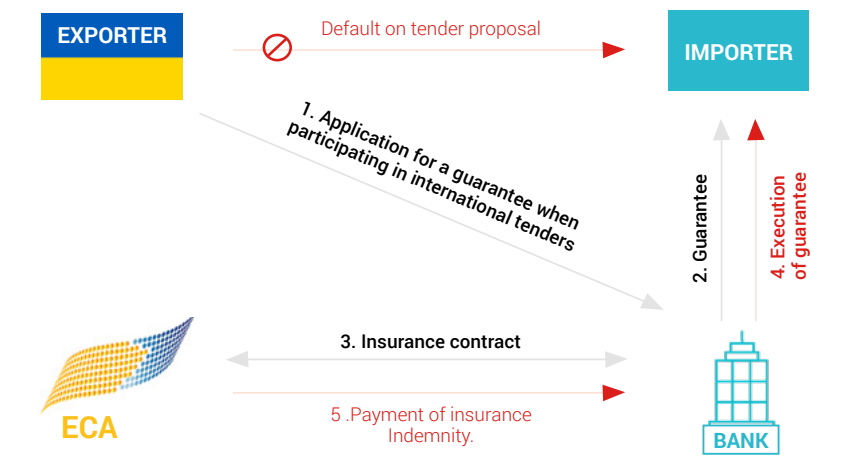 EXPORTER
Default on tender proposal
IMPORTER
1. Application for a guarantee when
participating in international tenders
2. Guarantee
4. Execution
of guarantee
3. Insurance contract
5 .Payment of insurance
Indemnity.
ECA
BANK